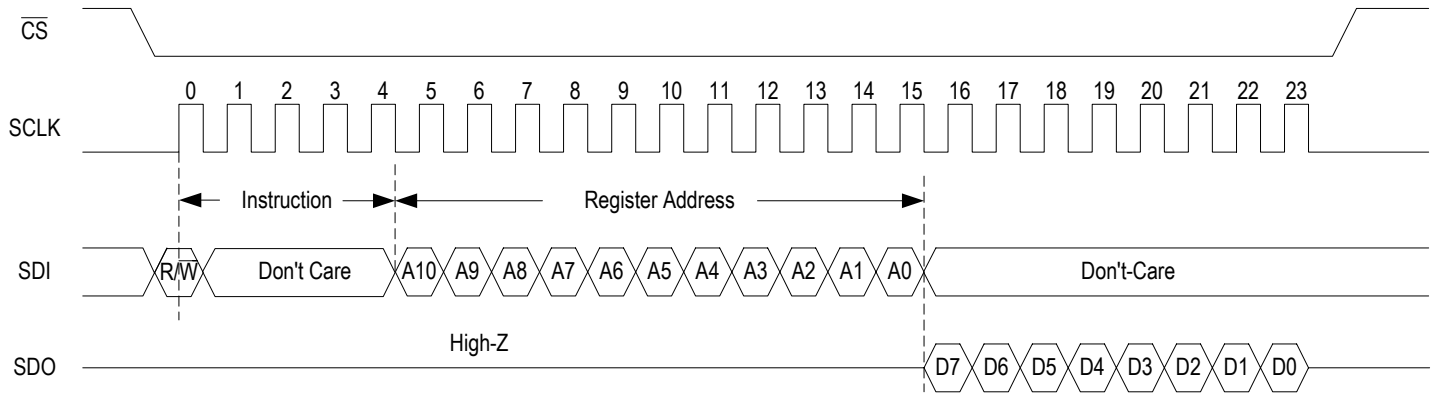 CS
0 1 2 3 4 5 6 7 8 9 10 11 12 13 14 15 16 17 18 19 20 21 22 23
SCLK
Instruction Register Address
SDI R/W Don't Care A10 A9 A8 A7 A6 A5 A4 A3 A2 A1 A0 Don't-Care
High-Z
SDO D7 D6 D5 D4 D3 D2 D1 D0